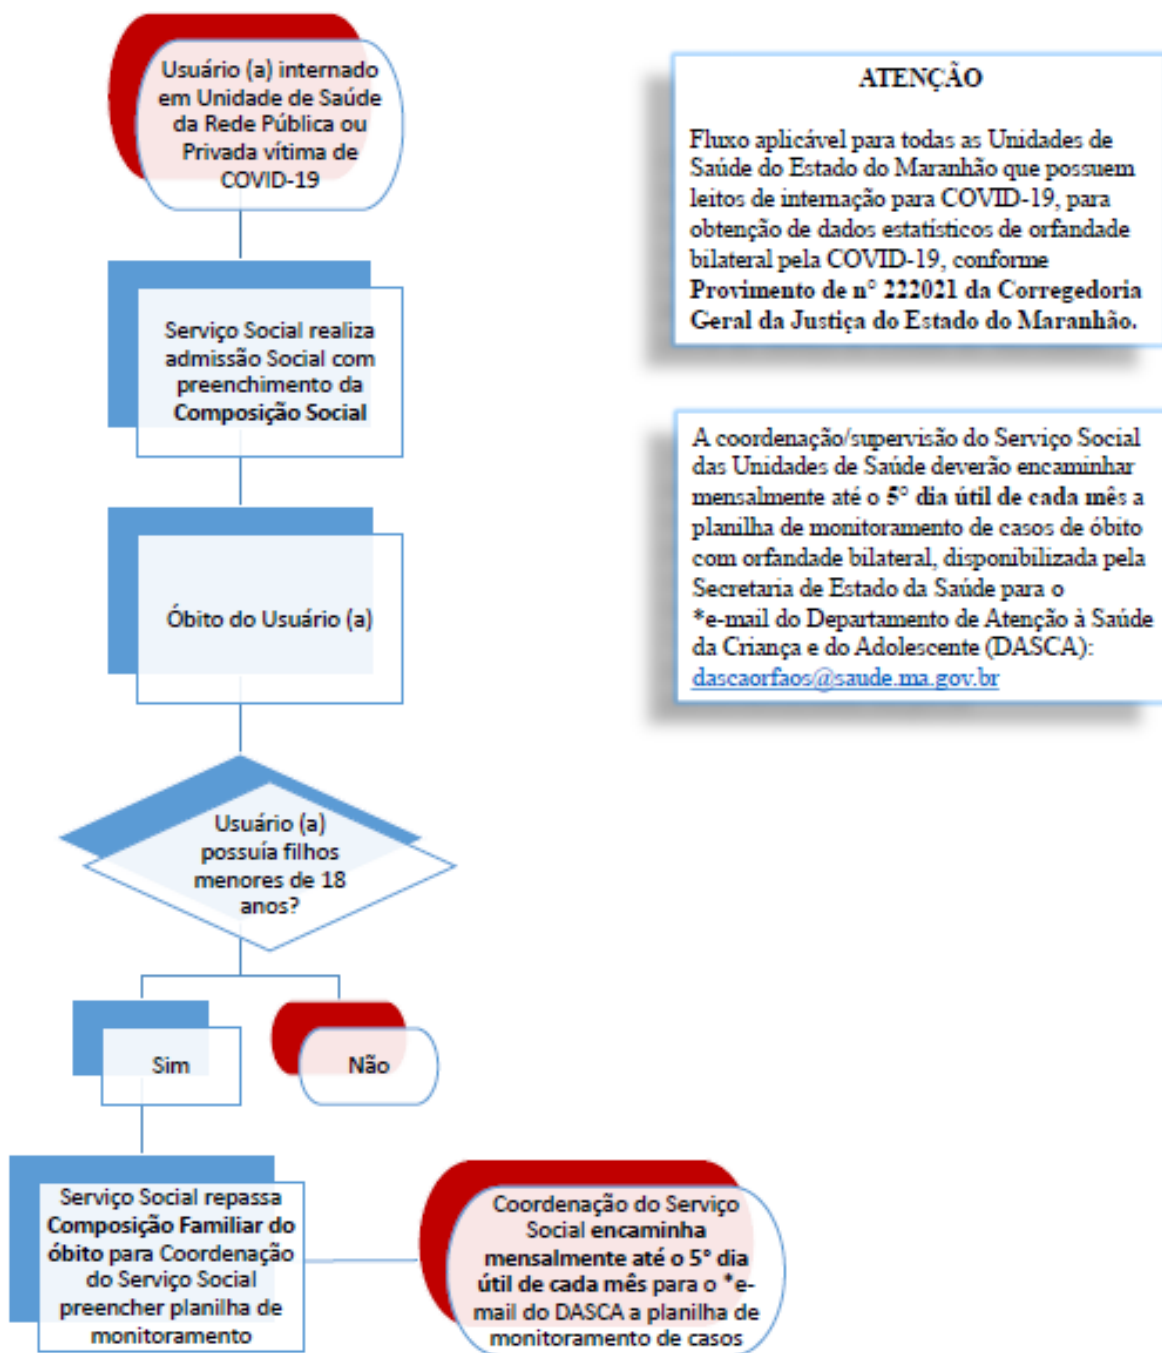 Usuário (a) internado
em Unidade de Saúde
da Rede Pública ou
Privada vítima de
COVID-19
Serviço Social realiza
admissão Social com
preenchimento da
Composição Social
Óbito do Usuário (a)
Usuário (a)
possuía filhos
menores de 18
anos?
Sim
Não
Serviço Social repassa
Composição Familiar do
óbito para Coordenação
do Serviço Social
preencher planilha de
monitoramento
Coordenação do Serviço
Social encaminha
mensalmente até o 5° dia
útil de cada mês para o *e-
mail do DASCA a planilha de
monitoramento de casos
ATENÇÃO
Fluxo aplicável para todas as Unidades de
Saúde do Estado do Maranhão que possuem
leitos de internação para COVID-19, para
obtenção de dados estatísticos de orfandade
bilateral pela COVID-19, conforme
Provimento de n° 222021 da Corregedoria
Geral da Justiça do Estado do Maranhão.
A coordenação/supervisão do Serviço Social
das Unidades de Saúde deverão encaminhar
mensalmente até o 5° dia útil de cada mês a
planilha de monitoramento de casos de óbito
com orfandade bilateral, disponibilizada pela
Secretaria de Estado da Saúde para o
*e-mail do Departamento de Atenção à Saúde
da Criança e do Adolescente (DASCA):
dascaorfaos@saude.ma.gov.br